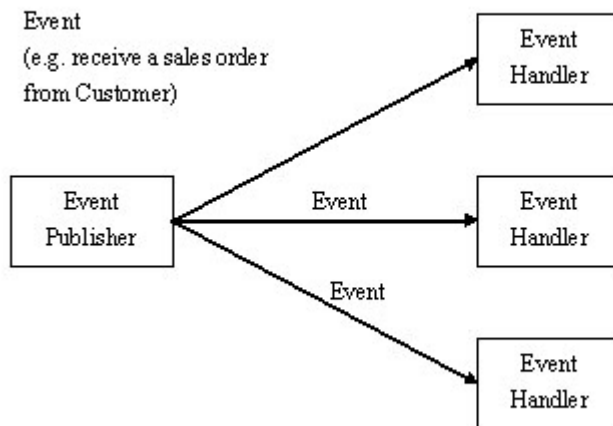 Event
(e.g. receive a sales order
from Customer)
Event
Handler
Event
Publisher
Event
Event
Handler
Event
Event
Handler